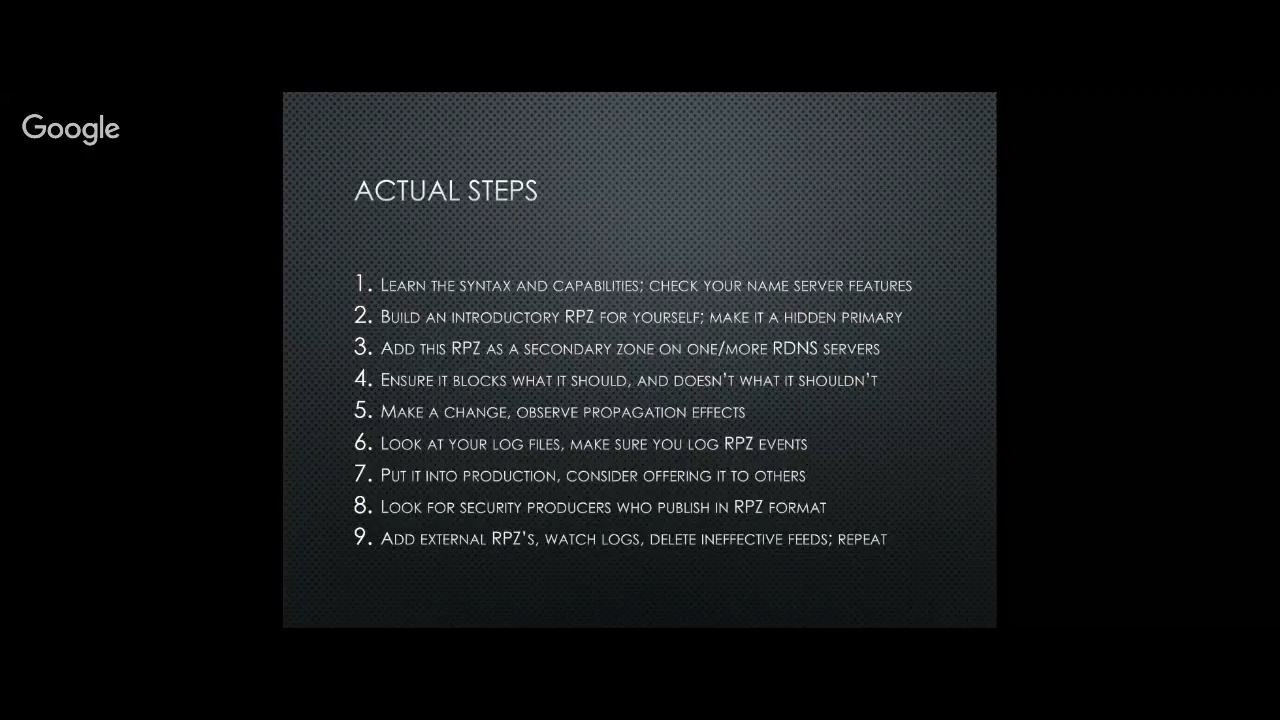 Google
ACTUAL STEPS
1. LEARN THE SYNTAX AND CAPABILITIES; CHECK YOUR NAME SERVER FEATURES
2. BUILD AN INTRODUCTORY RPZ FOR YOURSELF; MAKE IT A HIDDEN PRIMARY
3. ADD THIS RPZ AS A SECONDARY ZONE ON ONE/MORE RDNS SERVERS
4. ENSURE IT BLOCKS WHAT IT SHOULD, AND DOESN'T WHAT IT SHOULDN'T
5. MAKE A CHANGE, OBSERVE PROPAGATION EFFECTS
6. LOOK AT YOUR LOG FILES, MAKE SURE YOU LOG RPZ EVENTS
7. PUT IT INTO PRODUCTION, CONSIDER OFFERING IT TO OTHERS
8. LOOK FOR SECURITY PRODUCERS WHO PUBLISH IN RPZ FORMAT
9. ADD EXTERNAL RPZ'S, WATCH LOGS, DELETE INEFFECTIVE FEEDS; REPEAT